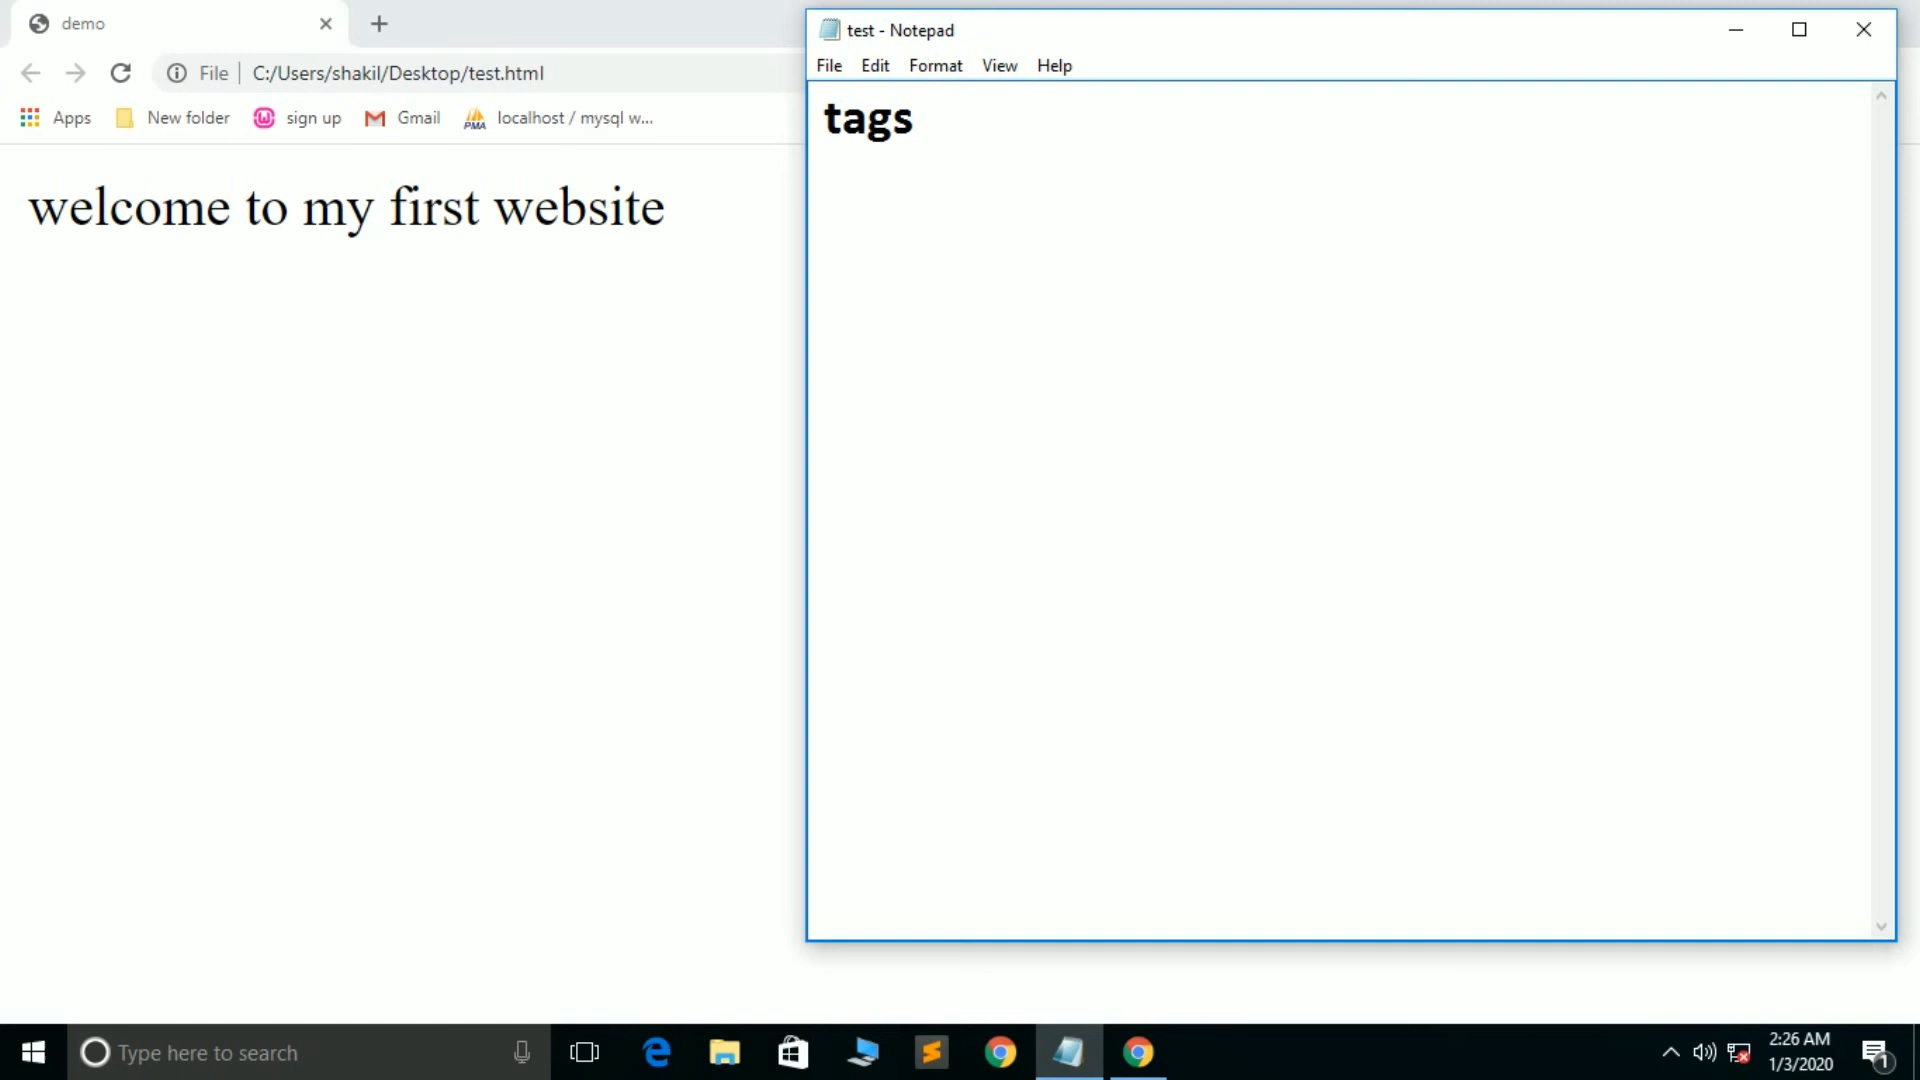 demo
File C:/Users/shakil/Desktop/test.html
Apps New folder sign up Gmail PMA localhost / mysql w...
welcome to my first website
test - Notepad
File Edit Format View Help
tags
Type here to search
2:26 AM
1/3/2020
1